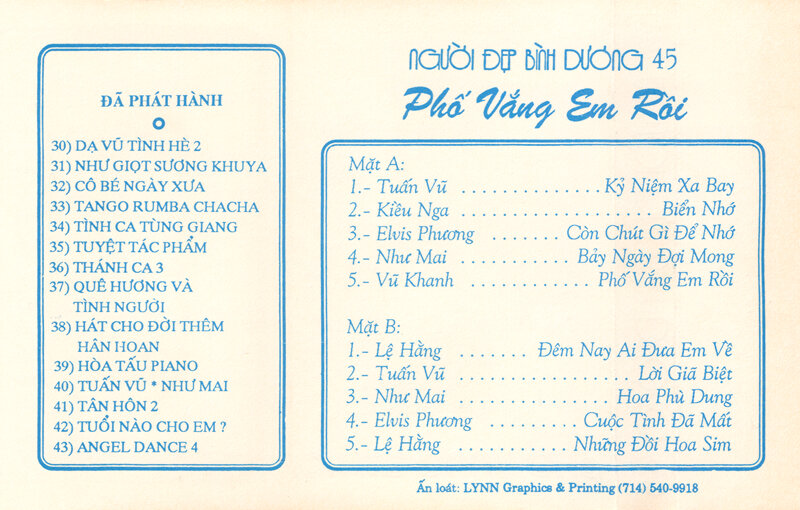 ĐÃ PHÁT HÀNH
30) DẠ VŨ TÌNH HÈ 2
31) NHƯ GIỌT SƯƠNG KHUYA
32) CÔ BÉ NGÀY XƯA
33) TANGO RUMBA CHACHA
34) TÌNH CA TÙNG GIANG
35) TUYỆT TÁC PHẨM
36) THÁNH CA 3
37) QUÊ HƯƠNG VÀ
TÌNH NGƯỜI
38) HÁT CHO ĐỜI THÊM
HÂN HOAN
39) HÒA TẤU PIANO
40) TUẤN VŨ * NHƯ MAI
41) TÂN HÔN 2
42) TUỔI NÀO CHO EM ?
43) ANGEL DANCE 4
NGƯỜI ĐẸP BÌNH DƯƠNG 45
Phố Vắng Em Rồi
Mặt A:
1.- Tuấn Vũ . . . . . . . . . . . . . Kỷ Niệm Xa Bay
2.- Kiều Nga . . . . . . . . . . . . . . . . . Biển Nhớ
3.- Elvis Phương . . . . . . . Còn Chút Gì Để Nhớ
4.- Như Mai . . . . . . . . . . . Bảy Ngày Đợi Mong
5.- Vũ Khanh . . . . . . . . . . . . Phố Vắng Em Rồi
Mặt B:
1.- Lệ Hằng . . . . . . . Đêm Nay Ai Đưa Em Về
2.- Tuấn Vũ . . . . . . . . . . . . . . . . . Lời Giã Biệt
3.- Như Mai . . . . . . . . . . . . . . . Hoa Phù Dung
4.- Elvis Phương . . . . . . . . . Cuộc Tình Đã Mất
5.- Lệ Hằng . . . . . . . . . . . . Những Đồi Hoa Sim
Ấn loát: LYNN Graphics & Printing (714) 540-9918